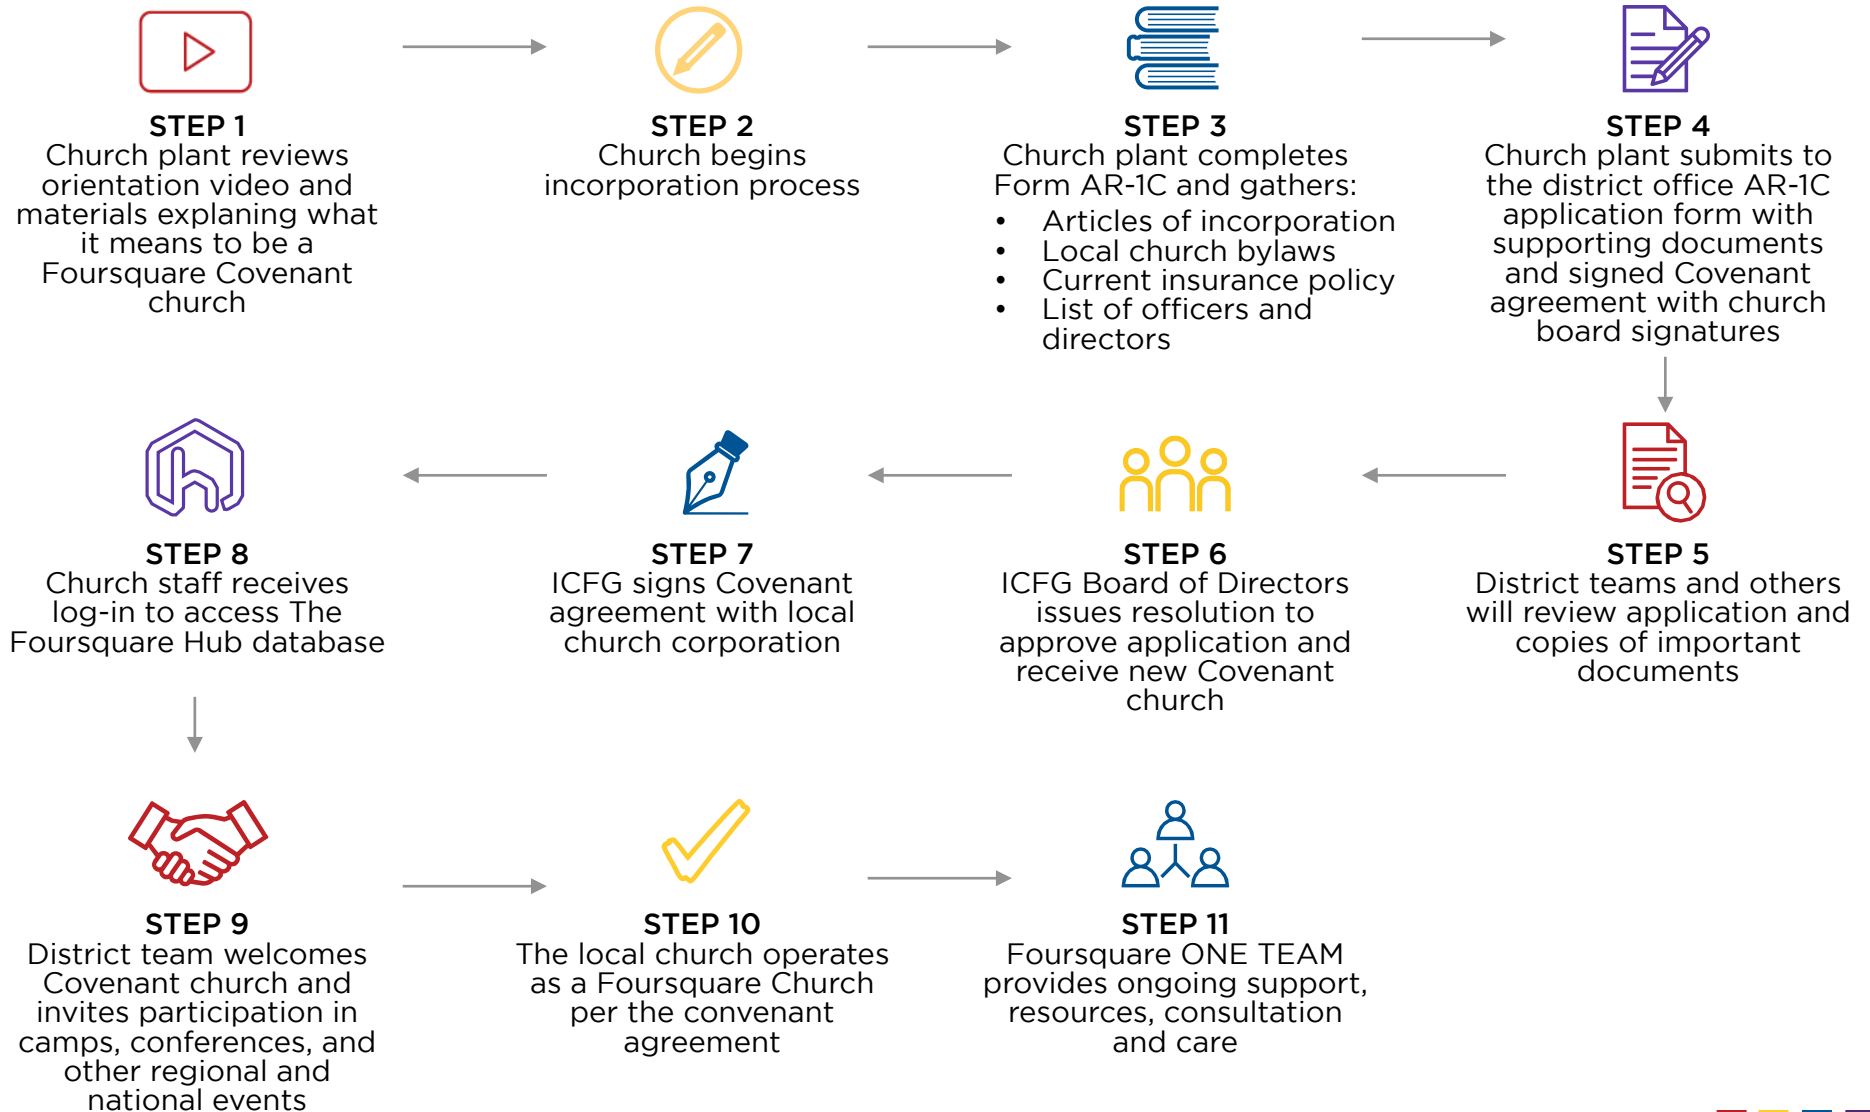 STEP 1
Church plant reviews
orientation video and
materials explaning what
it means to be a
Foursquare Covenant
church
STEP 2
Church begins
incorporation process
STEP 3
Church plant completes
Form AR-1C and gathers:
• Articles of incorporation
• Local church bylaws
• Current insurance policy
• List of officers and
directors
STEP 4
Church plant submits to
the district office AR-1C
application form with
supporting documents
and signed Covenant
agreement with church
board signatures
STEP 5
District teams and others
will review application and
copies of important
documents
STEP 6
ICFG Board of Directors
issues resolution to
approve application and
receive new Covenant
church
STEP 7
ICFG signs Covenant
agreement with local
church corporation
STEP 8
Church staff receives
log-in to access The
Foursquare Hub database
STEP 9
District team welcomes
Covenant church and
invites participation in
camps, conferences, and
other regional and
national events
STEP 10
The local church operates
as a Foursquare Church
per the convenant
agreement
STEP 11
Foursquare ONE TEAM
provides ongoing support,
resources, consultation
and care